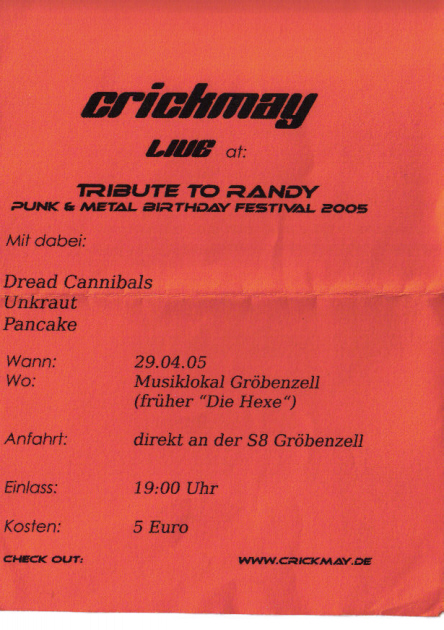 crickmay
LIVE at:
TRIBUTE TO RANDY
PUNK & METAL BIRTHDAY FESTIVAL 2005
Mit dabei:
Dread Cannibals
Unkraut
Pancake
Wann: 29.04.05
Wo: Musiklokal Gröbenzell
(früher "Die Hexe")
Anfahrt: direkt an der S8 Gröbenzell
Einlass: 19:00 Uhr
Kosten: 5 Euro
CHECK OUT: WWW.CRICKMAY.DE